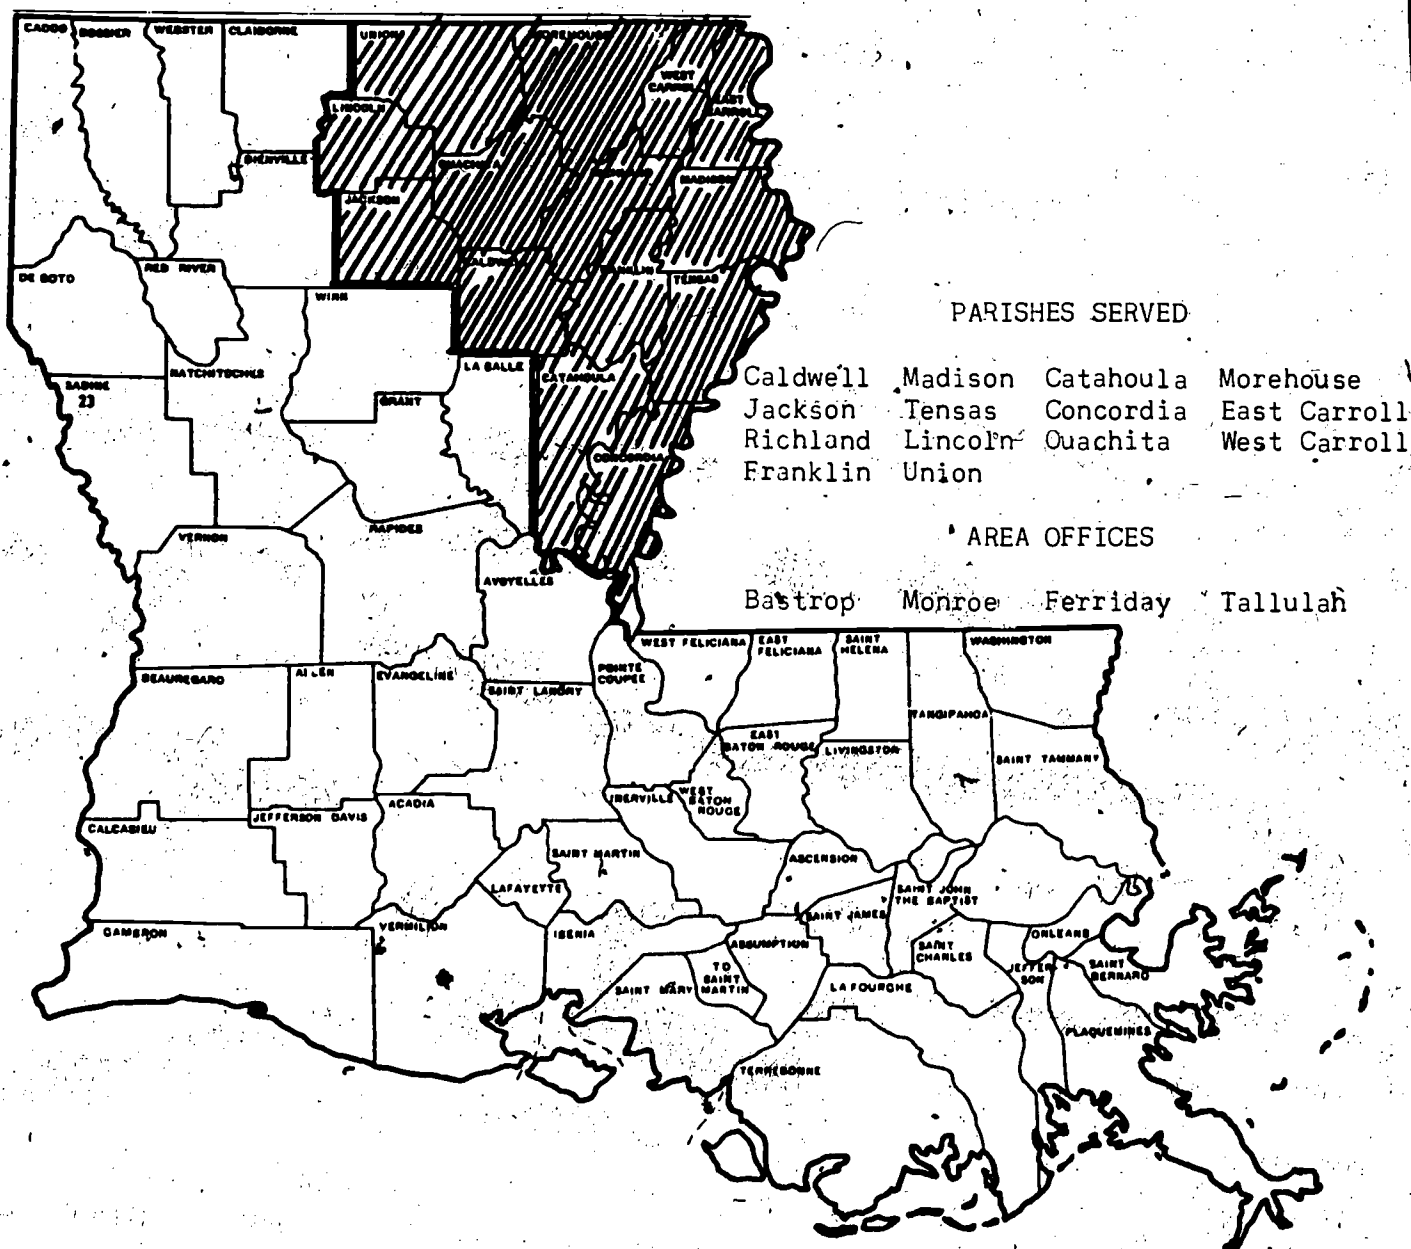 CADDO BOSSIER WEBSTER CLAIBORNE UNION MOREHOUSE
WEST
CARROLL
EAST
CARROLL
LINCOLN
BIENVILLE OUACHITA MADISON
JACKSON
DE SOTO RED RIVER CALDWELL FRANKLIN TENSAS
WINN
PARISHES SERVED
NATCHITOCHES LA SALLE CATAHOULA
SABINE
23
GRANT
Caldwell Madison Catahoula Morehouse
Jackson Tensas Concordia East Carroll
Richland Lincoln Ouachita West Carroll
Franklin Union
CONCORDIA
RAPIDES
VERNON
AREA OFFICES
AVOYELLES
Bastrop Monroe Ferriday Tallulah
WEST FELICIANA
EAST
FELICIANA
SAINT
HELENA
WASHINGTON
BEAUREGARD ALLEN EVANGELINE
SAINT LANDRY
POINTE
COUPEE
TANGIPAHOA
EAST
BATON ROUGE
LIVINGSTON
SAINT TAMMANY
IBERVILLE
WEST
BATON
ROUGE
ACADIA
JEFFERSON DAVIS
CALCASIEU
SAINT MARTIN
ASCENSION
LAFAYETTE
SAINT JOHN
THE BAPTIST
SAINT JAMES
CAMERON
VERMILION
IBERIA
ASSUMPTION
SAINT
CHARLES
ORLEANS
JEFFER-
SON
SAINT
BERNARD
SAINT MARY
TO
SAINT
MARTIN
LA FOURCHE
PLAQUEMINES
TERREBONNE